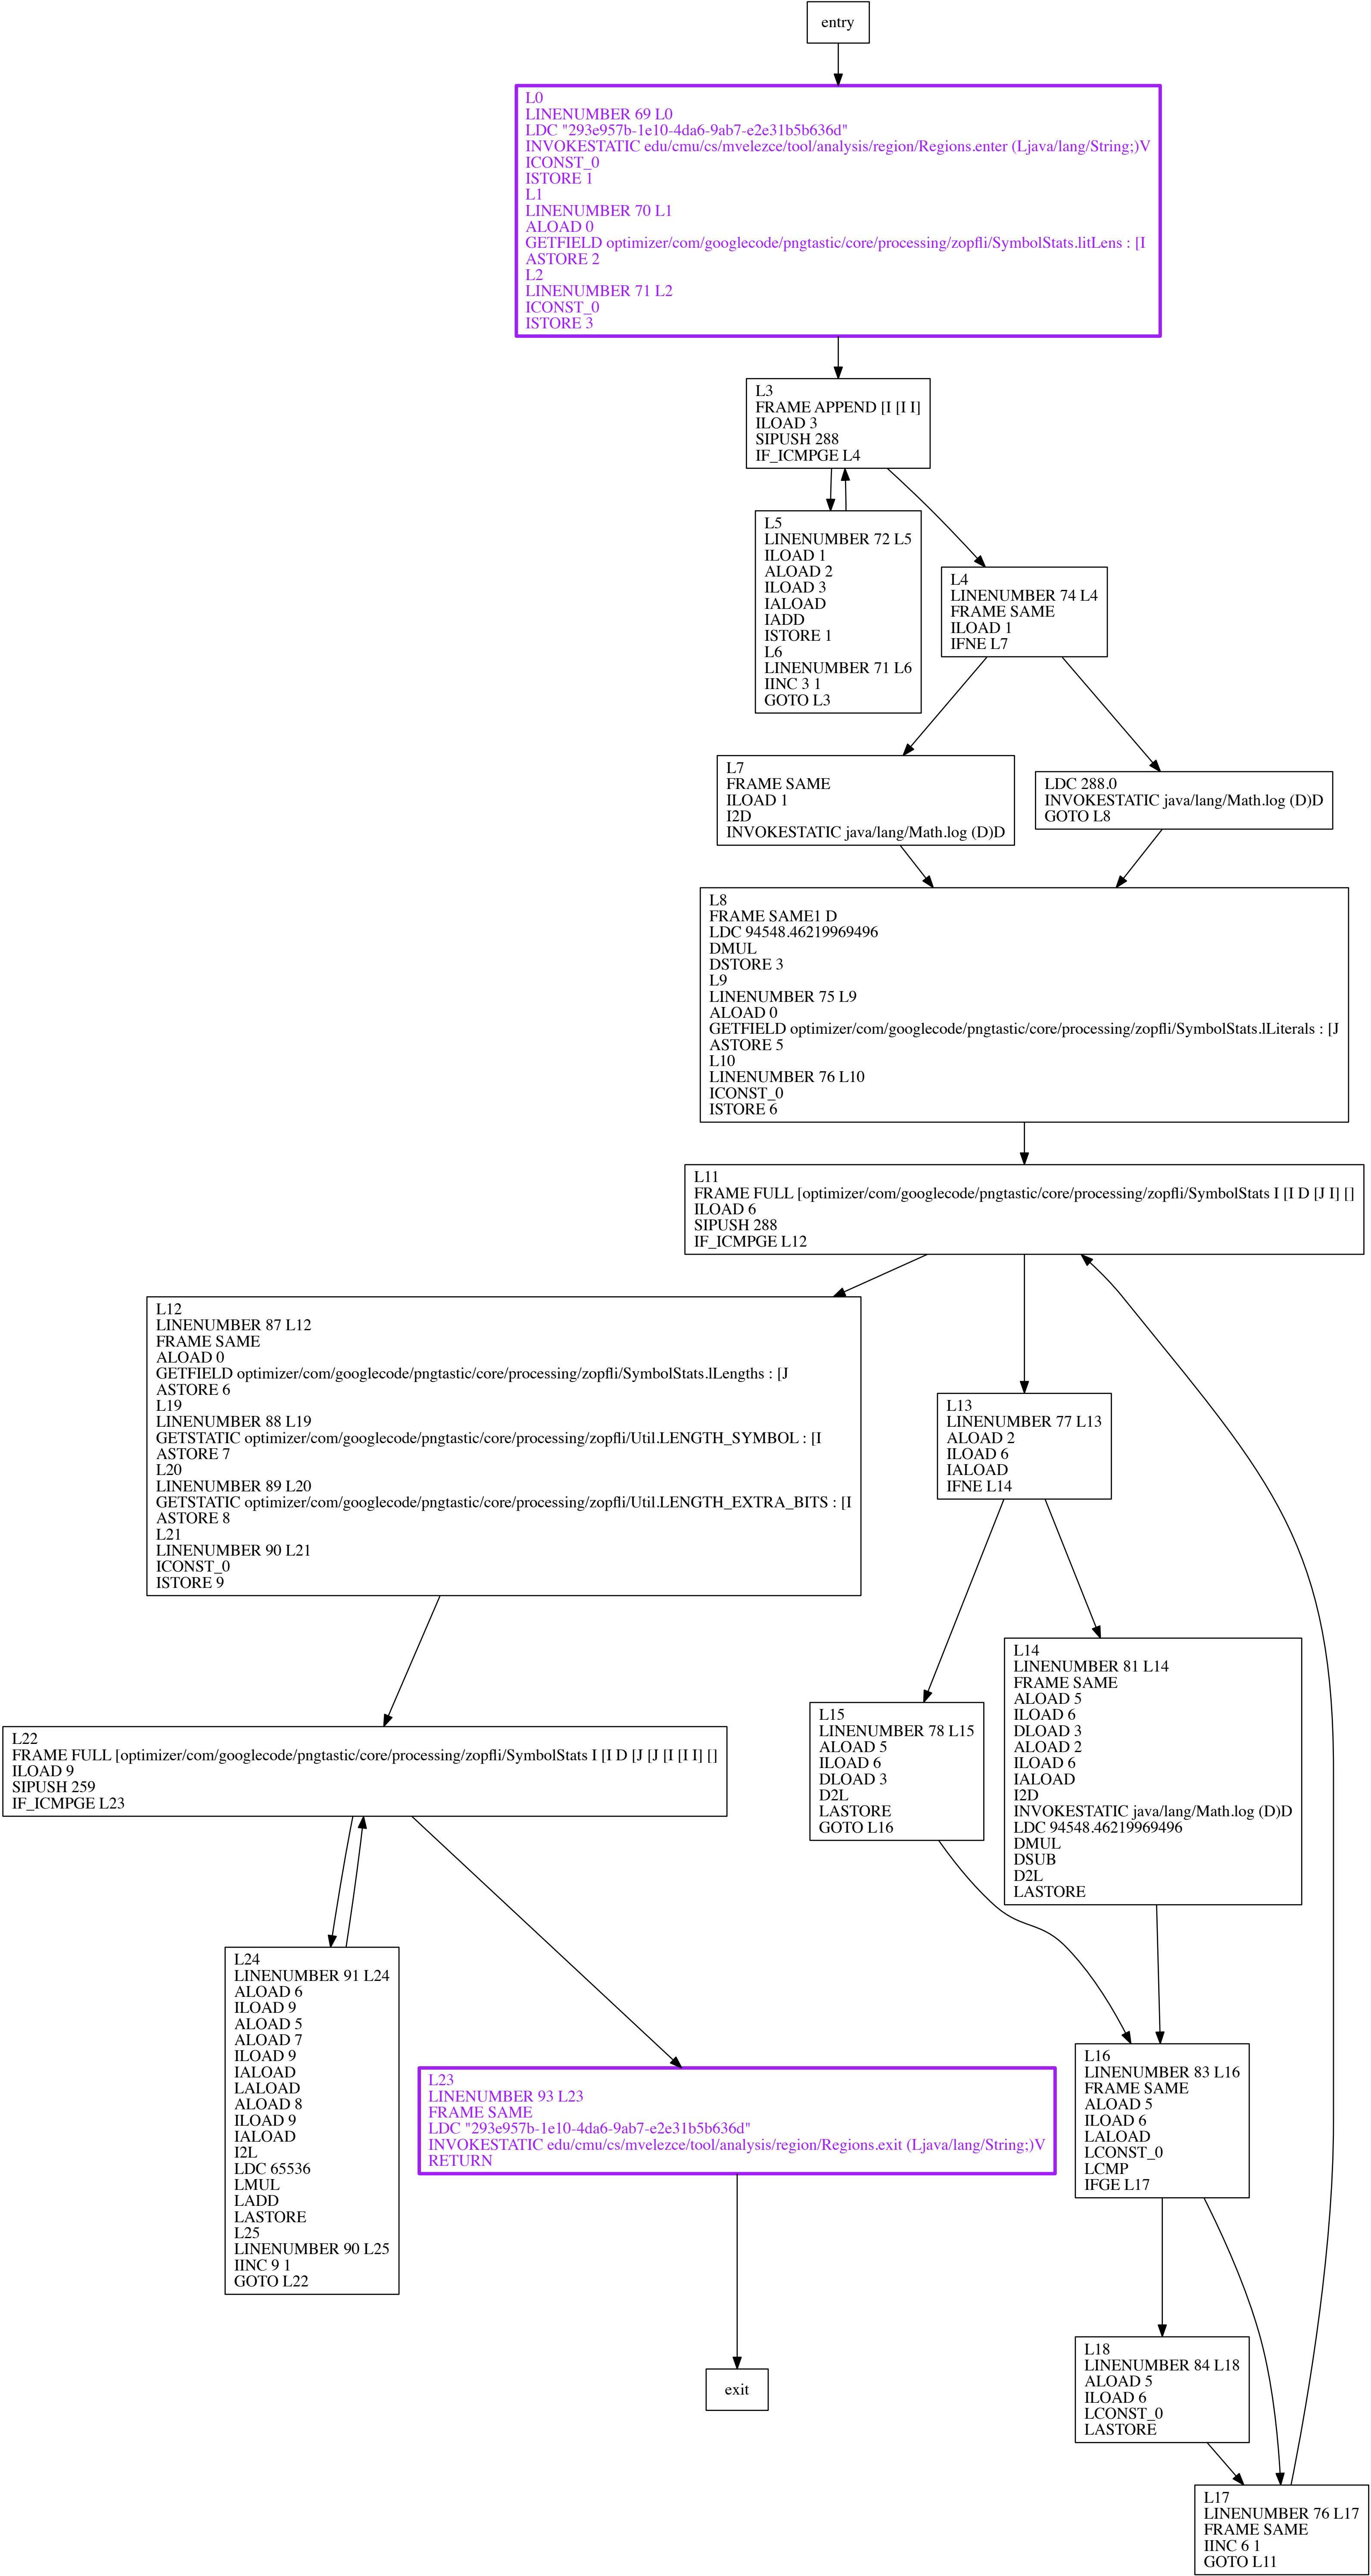 entry
L0
LINENUMBER 69 L0
LDC "293e957b-1e10-4da6-9ab7-e2e31b5b636d"
INVOKESTATIC edu/cmu/cs/mvelezce/tool/analysis/region/Regions.enter (Ljava/lang/String;)V
ICONST_0
ISTORE 1
L1
LINENUMBER 70 L1
ALOAD 0
GETFIELD optimizer/com/googlecode/pngtastic/core/processing/zopfli/SymbolStats.litLens : [I
ASTORE 2
L2
LINENUMBER 71 L2
ICONST_0
ISTORE 3
L3
FRAME APPEND [I [I I]
ILOAD 3
SIPUSH 288
IF_ICMPGE L4
L5
LINENUMBER 72 L5
ILOAD 1
ALOAD 2
ILOAD 3
IALOAD
IADD
ISTORE 1
L6
LINENUMBER 71 L6
IINC 3 1
GOTO L3
L4
LINENUMBER 74 L4
FRAME SAME
ILOAD 1
IFNE L7
L7
FRAME SAME
ILOAD 1
I2D
INVOKESTATIC java/lang/Math.log (D)D
LDC 288.0
INVOKESTATIC java/lang/Math.log (D)D
GOTO L8
L8
FRAME SAME1 D
LDC 94548.46219969496
DMUL
DSTORE 3
L9
LINENUMBER 75 L9
ALOAD 0
GETFIELD optimizer/com/googlecode/pngtastic/core/processing/zopfli/SymbolStats.lLiterals : [J
ASTORE 5
L10
LINENUMBER 76 L10
ICONST_0
ISTORE 6
L11
FRAME FULL [optimizer/com/googlecode/pngtastic/core/processing/zopfli/SymbolStats I [I D [J I] []
ILOAD 6
SIPUSH 288
IF_ICMPGE L12
L12
LINENUMBER 87 L12
FRAME SAME
ALOAD 0
GETFIELD optimizer/com/googlecode/pngtastic/core/processing/zopfli/SymbolStats.lLengths : [J
ASTORE 6
L19
LINENUMBER 88 L19
GETSTATIC optimizer/com/googlecode/pngtastic/core/processing/zopfli/Util.LENGTH_SYMBOL : [I
ASTORE 7
L20
LINENUMBER 89 L20
GETSTATIC optimizer/com/googlecode/pngtastic/core/processing/zopfli/Util.LENGTH_EXTRA_BITS : [I
ASTORE 8
L21
LINENUMBER 90 L21
ICONST_0
ISTORE 9
L13
LINENUMBER 77 L13
ALOAD 2
ILOAD 6
IALOAD
IFNE L14
L14
LINENUMBER 81 L14
FRAME SAME
ALOAD 5
ILOAD 6
DLOAD 3
ALOAD 2
ILOAD 6
IALOAD
I2D
INVOKESTATIC java/lang/Math.log (D)D
LDC 94548.46219969496
DMUL
DSUB
D2L
LASTORE
L15
LINENUMBER 78 L15
ALOAD 5
ILOAD 6
DLOAD 3
D2L
LASTORE
GOTO L16
L22
FRAME FULL [optimizer/com/googlecode/pngtastic/core/processing/zopfli/SymbolStats I [I D [J [J [I [I I] []
ILOAD 9
SIPUSH 259
IF_ICMPGE L23
L24
LINENUMBER 91 L24
ALOAD 6
ILOAD 9
ALOAD 5
ALOAD 7
ILOAD 9
IALOAD
LALOAD
ALOAD 8
ILOAD 9
IALOAD
I2L
LDC 65536
LMUL
LADD
LASTORE
L25
LINENUMBER 90 L25
IINC 9 1
GOTO L22
L23
LINENUMBER 93 L23
FRAME SAME
LDC "293e957b-1e10-4da6-9ab7-e2e31b5b636d"
INVOKESTATIC edu/cmu/cs/mvelezce/tool/analysis/region/Regions.exit (Ljava/lang/String;)V
RETURN
L16
LINENUMBER 83 L16
FRAME SAME
ALOAD 5
ILOAD 6
LALOAD
LCONST_0
LCMP
IFGE L17
L18
LINENUMBER 84 L18
ALOAD 5
ILOAD 6
LCONST_0
LASTORE
exit
L17
LINENUMBER 76 L17
FRAME SAME
IINC 6 1
GOTO L11